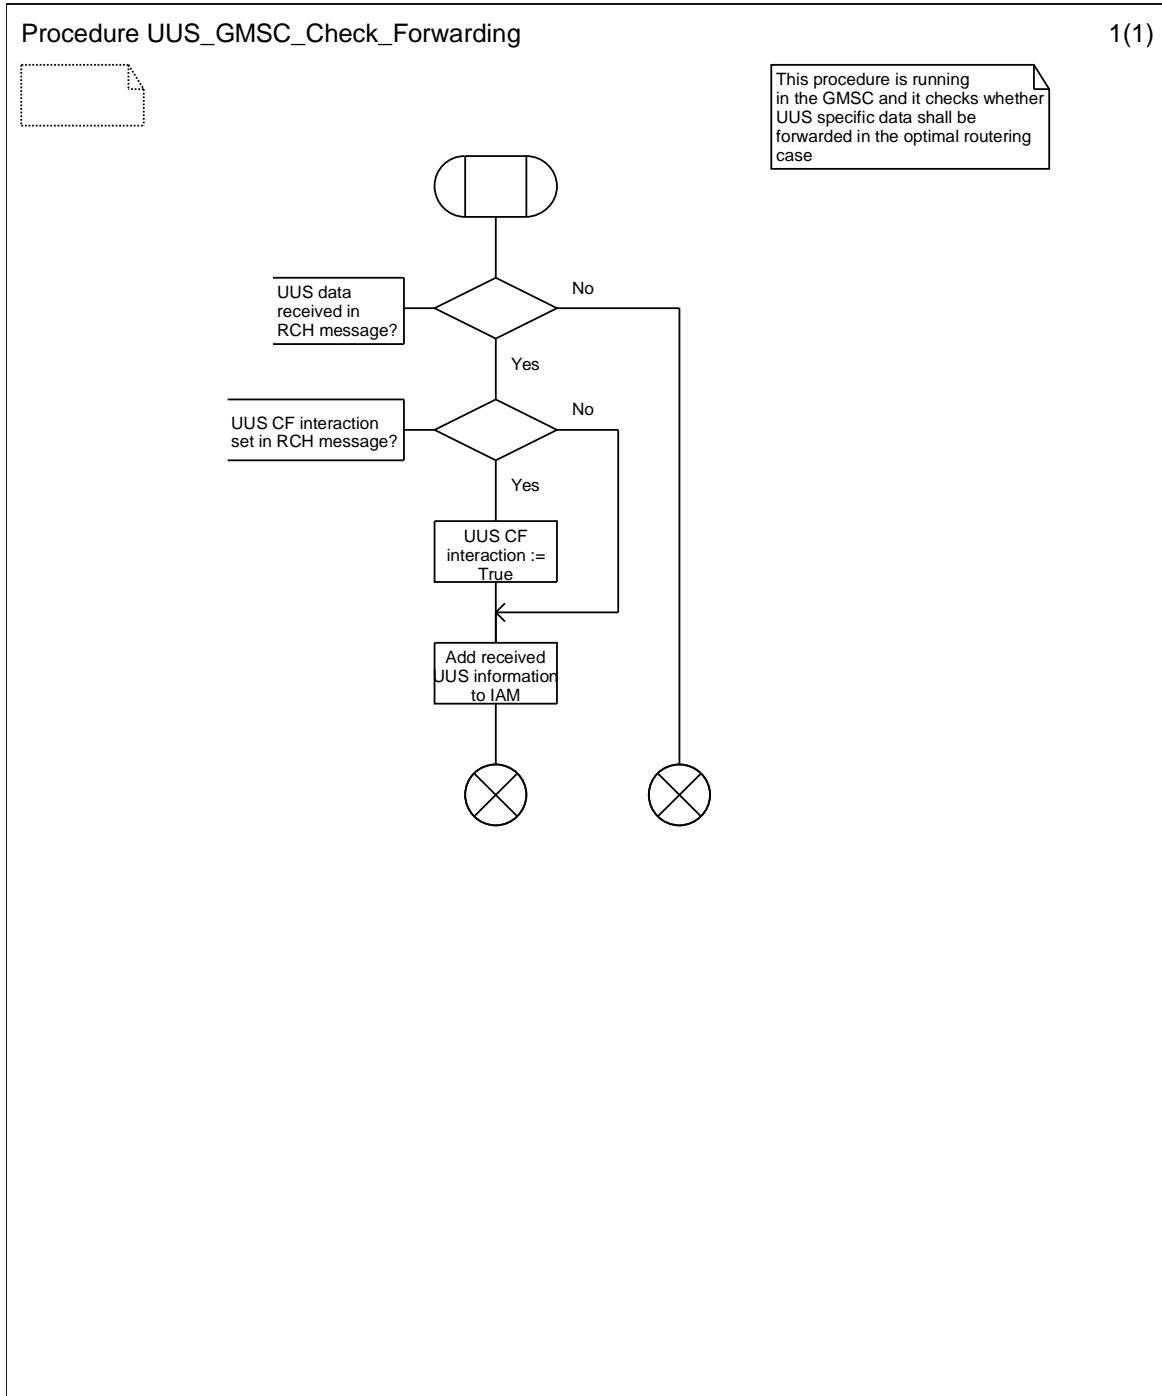 Procedure UUS_GMSC_Check_Forwarding
1(1)
This procedure is running
in the GMSC and it checks whether
UUS specific data shall be
forwarded in the optimal routering
case
UUS data
received in
RCH message?
No
Yes
UUS CF interaction
set in RCH message?
No
Yes
UUS CF
interaction :=
True
Add received
UUS information
to IAM